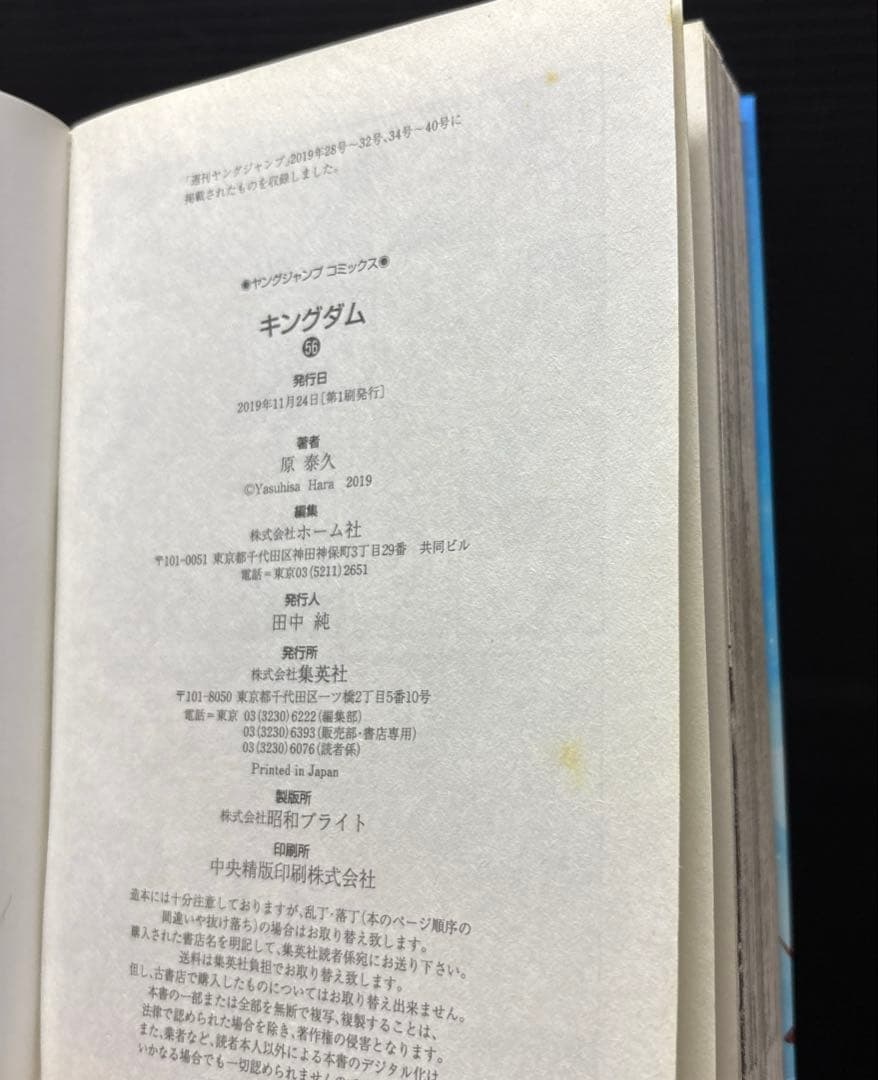 「週刊ヤングジャンプ」2019年28号〜32号、34号〜40号に
掲載されたものを収録しました。
◉ヤングジャンプ コミックス◉
キングダム
56
発行日
2019年11月24日［第1刷発行］
著者
原 泰久
©Yasuhisa Hara 2019
編集
株式会社ホーム社
〒101-0051 東京都千代田区神田神保町3丁目29番 共同ビル
電話＝東京03(5211)2651
発行人
田中 純
発行所
株式会社集英社
〒101-8050 東京都千代田区一ツ橋2丁目5番10号
電話＝東京 03(3230)6222(編集部)
03(3230)6393(販売部・書店専用)
03(3230)6076(読者係)
Printed in Japan
製版所
株式会社昭和ブライト
印刷所
中央精版印刷株式会社
造本には十分注意しておりますが、乱丁・落丁(本のページ順序の
間違いや抜け落ち)の場合はお取り替え致します。
購入された書店名を明記して、集英社読者係宛にお送り下さい。
送料は集英社負担でお取り替え致します。
但し、古書店で購入したものについてはお取り替え出来ません。
本書の一部または全部を無断で複写、複製することは、
法律で認められた場合を除き、著作権の侵害となります。
また、業者など、読者本人以外による本書のデジタル化は、
いかなる場合でも一切認められませんの